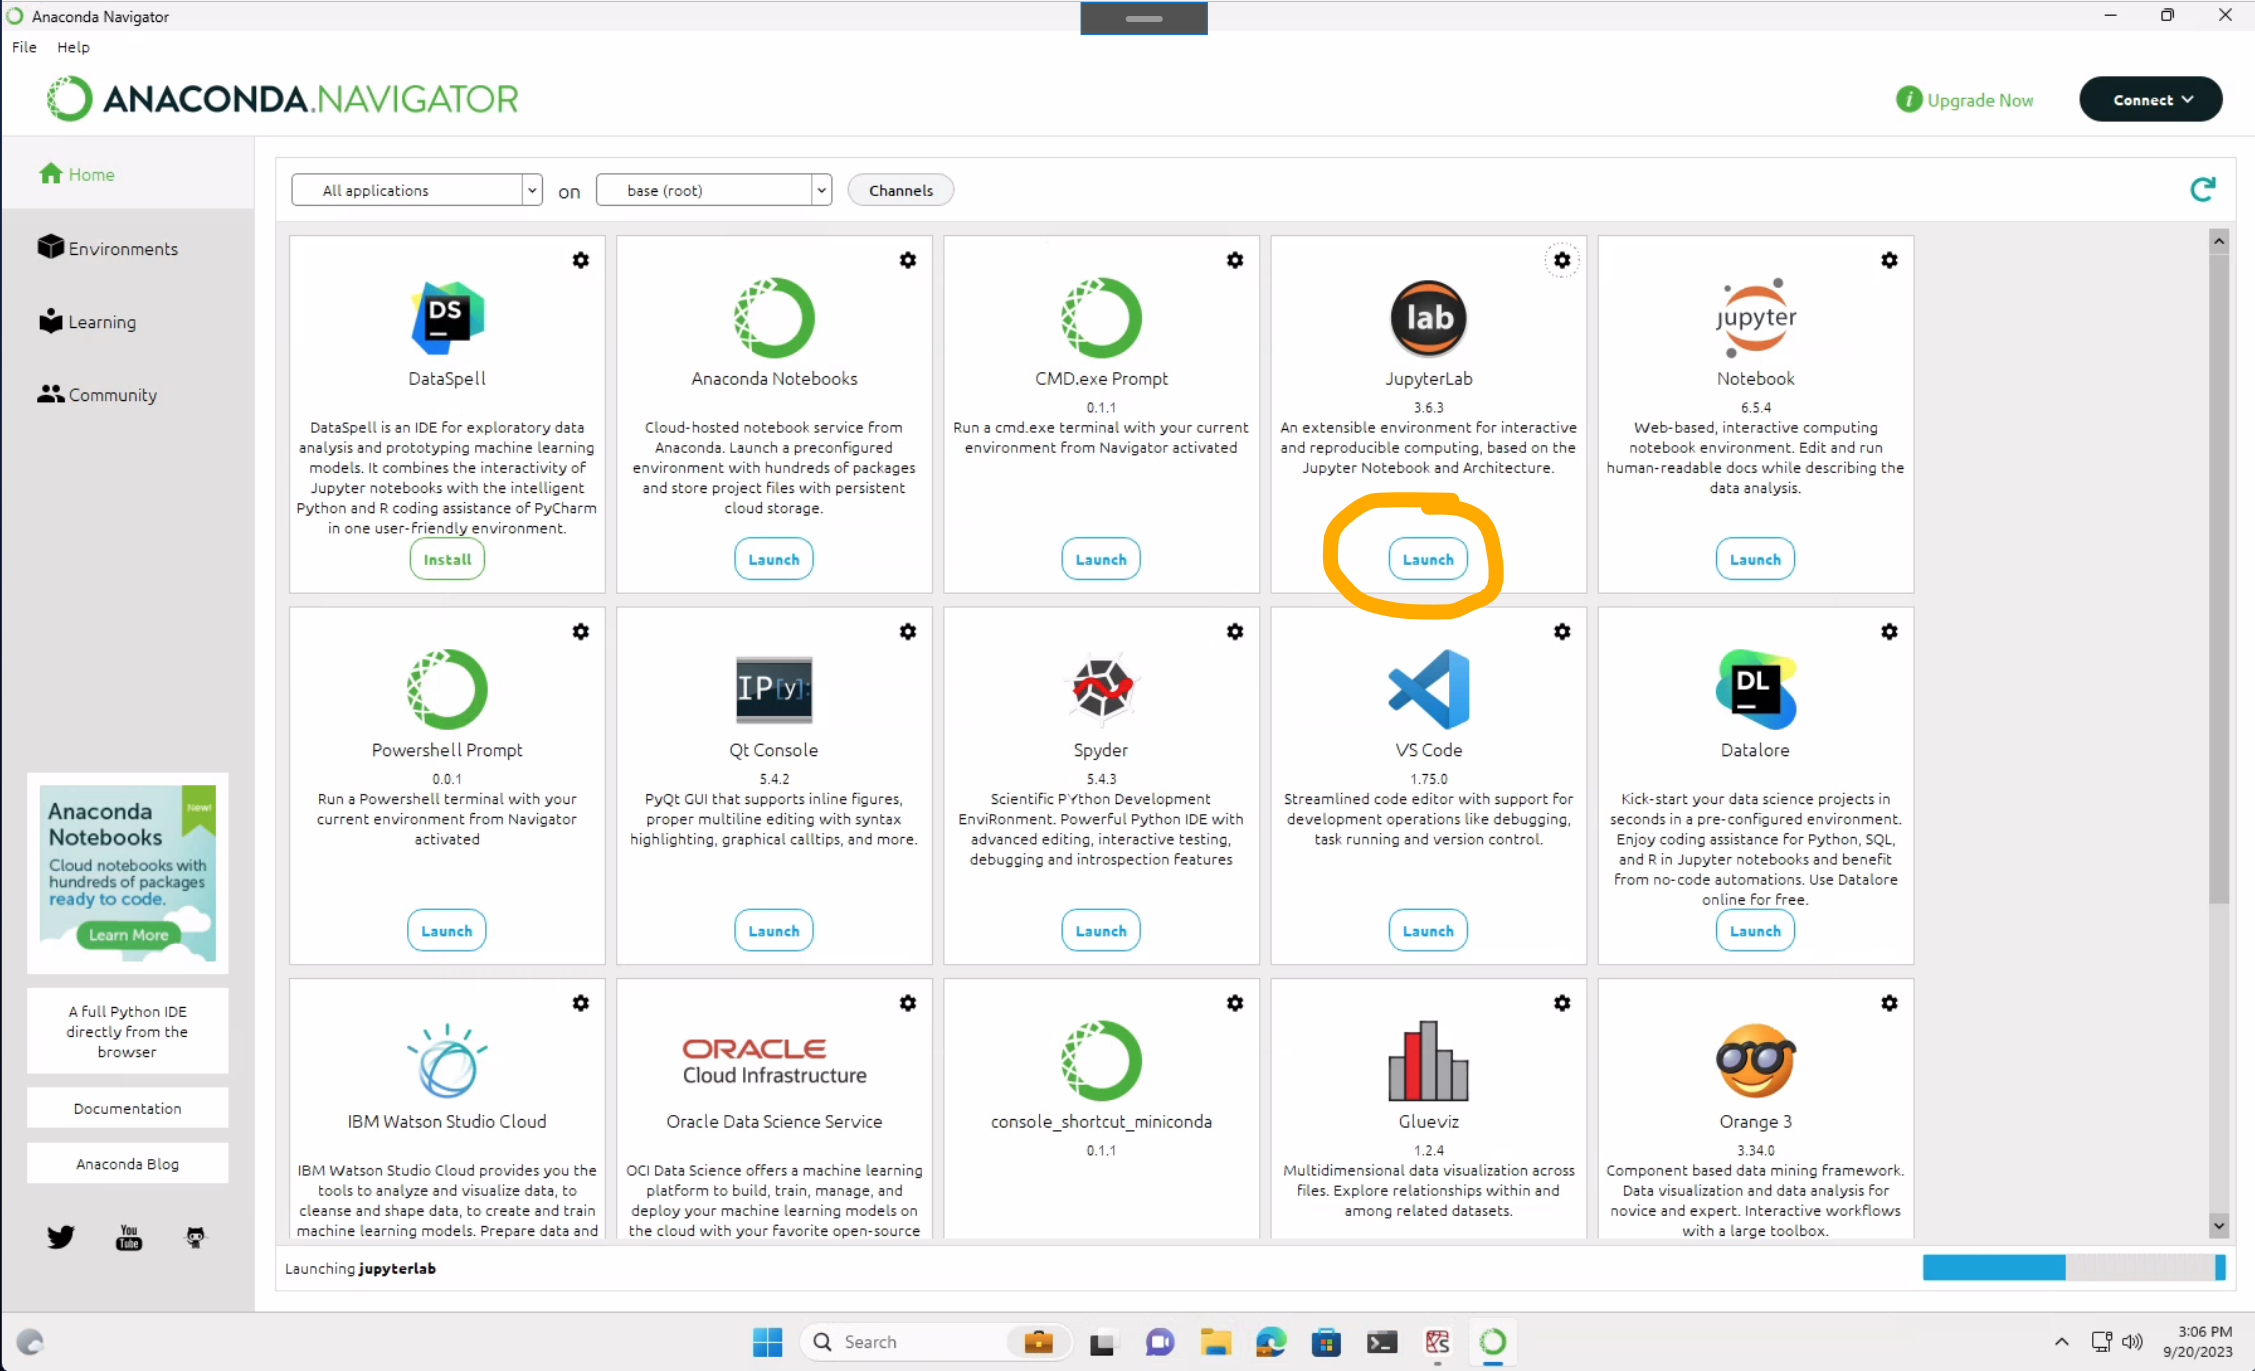 Anaconda Navigator
File Help
ANACONDA.NAVIGATOR
i Upgrade Now
Connect
Home
Environments
Learning
Community
All applications on base (root) Channels
DS
DataSpell
DataSpell is an IDE for exploratory data
analysis and prototyping machine learning
models. It combines the interactivity of
Jupyter notebooks with the intelligent
Python and R coding assistance of PyCharm
in one user-friendly environment.
Install
Anaconda Notebooks
Cloud-hosted notebook service from
Anaconda. Launch a preconfigured
environment with hundreds of packages
and store project files with persistent
cloud storage.
Launch
CMD.exe Prompt
0.1.1
Run a cmd.exe terminal with your current
environment from Navigator activated
Launch
lab
JupyterLab
3.6.3
An extensible environment for interactive
and reproducible computing, based on the
Jupyter Notebook and Architecture.
Launch
jupyter
Notebook
6.5.4
Web-based, interactive computing
notebook environment. Edit and run
human-readable docs while describing the
data analysis.
Launch
Powershell Prompt
0.0.1
Run a Powershell terminal with your
current environment from Navigator
activated
Launch
IP[y]:
Qt Console
5.4.2
PyQt GUI that supports inline figures,
proper multiline editing with syntax
highlighting, graphical calltips, and more.
Launch
Spyder
5.4.3
Scientific PYthon Development
EnviRonment. Powerful Python IDE with
advanced editing, interactive testing,
debugging and introspection features
Launch
VS Code
1.75.0
Streamlined code editor with support for
development operations like debugging,
task running and version control.
Launch
DL
Datalore
Kick-start your data science projects in
seconds in a pre-configured environment.
Enjoy coding assistance for Python, SQL,
and R in Jupyter notebooks and benefit
from no-code automations. Use Datalore
online for free.
Launch
IBM Watson Studio Cloud
IBM Watson Studio Cloud provides you the
tools to analyze and visualize data, to
cleanse and shape data, to create and train
machine learning models. Prepare data and
ORACLE
Cloud Infrastructure
Oracle Data Science Service
OCI Data Science offers a machine learning
platform to build, train, manage, and
deploy your machine learning models on
the cloud with your favorite open-source
console_shortcut_miniconda
0.1.1
Glueviz
1.2.4
Multidimensional data visualization across
files. Explore relationships within and
among related datasets.
Orange 3
3.34.0
Component based data mining framework.
Data visualization and data analysis for
novice and expert. Interactive workflows
with a large toolbox.
New!
Anaconda
Notebooks
Cloud notebooks with
hundreds of packages
ready to code.
Learn More
A full Python IDE
directly from the
browser
Documentation
Anaconda Blog
You
Tube
Launching jupyterlab
Search
3:06 PM
9/20/2023